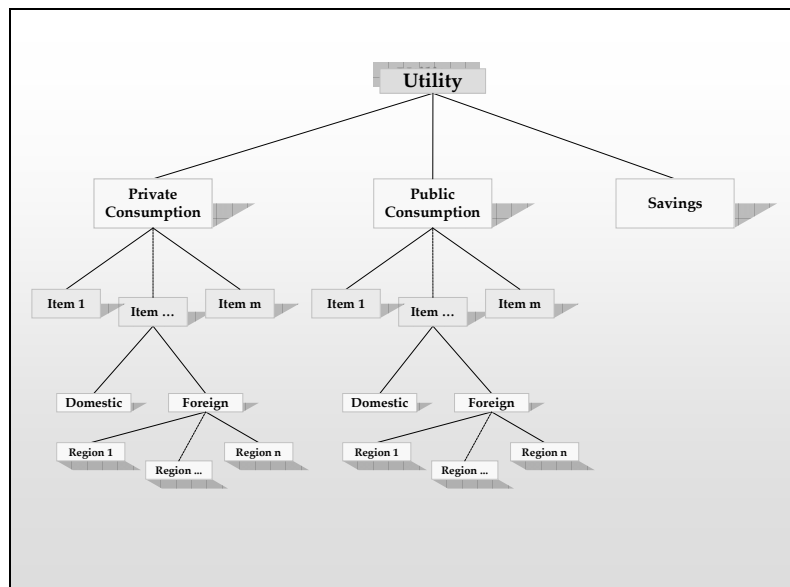 Utility
Private
Consumption
Public
Consumption
Savings
Item 1
Item ...
Item m
Item 1
Item ...
Item m
Domestic
Foreign
Domestic
Foreign
Region 1
Region ...
Region n
Region 1
Region ...
Region n